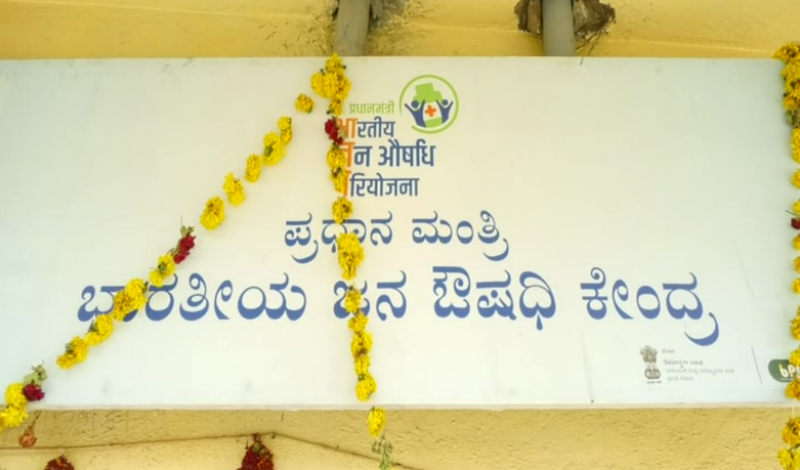 प्रधानमंत्री
भारतीय
जन औषधि
परियोजना
ಪ್ರಧಾನ ಮಂತ್ರಿ
ಭಾರತೀಯ ಜನ ಔಷಧಿ ಕೇಂದ್ರ